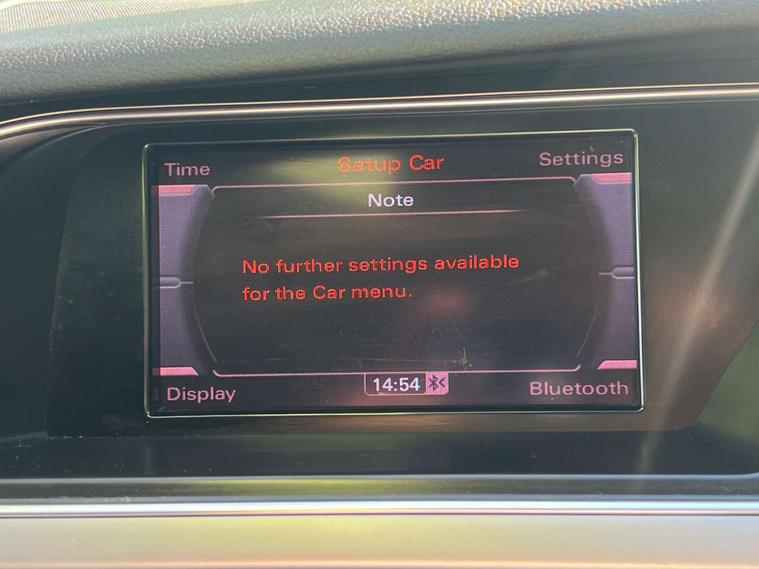 Time
Setup Car
Settings
Note
No further settings available
for the Car menu.
Display
14:54
Bluetooth